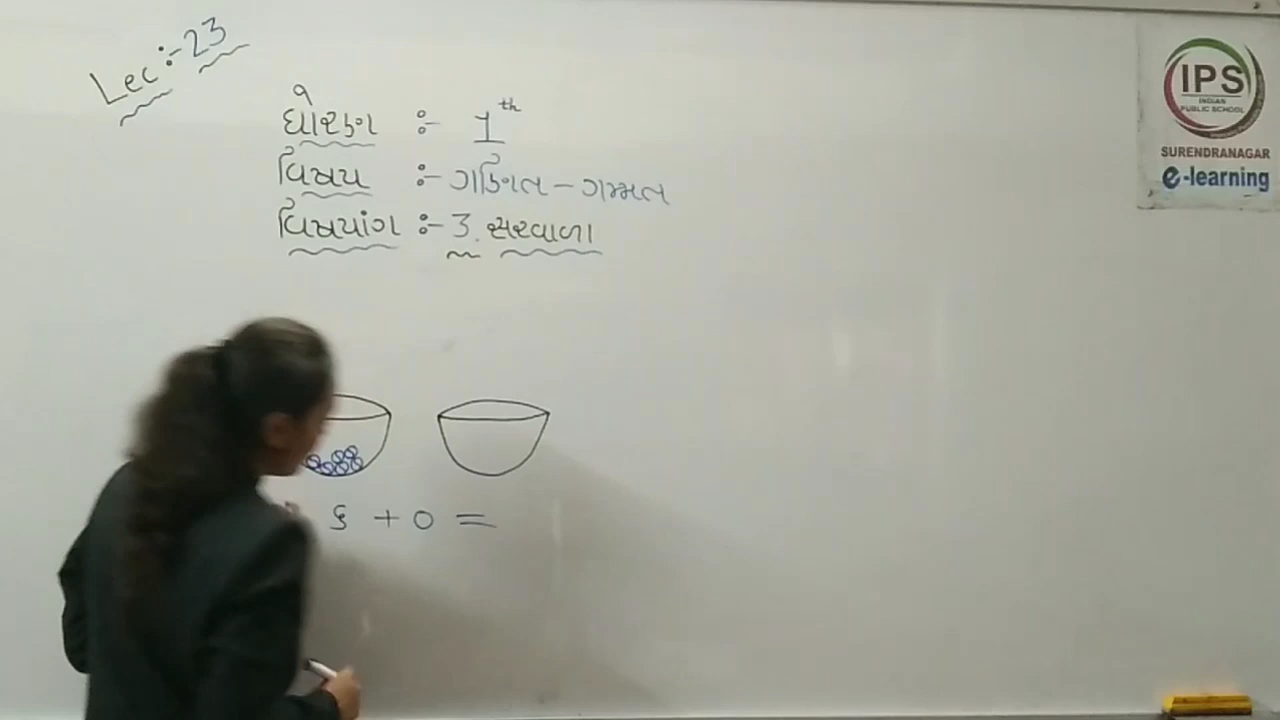 Lec :- 23
ધોરણ :- 1th
વિષય :- ગણિત - ગમ્મત
વિષયાંગ :- 3. સરવાળા
૬ + ૦ =
IPS
INDIAN
PUBLIC SCHOOL
SURENDRANAGAR
e-learning